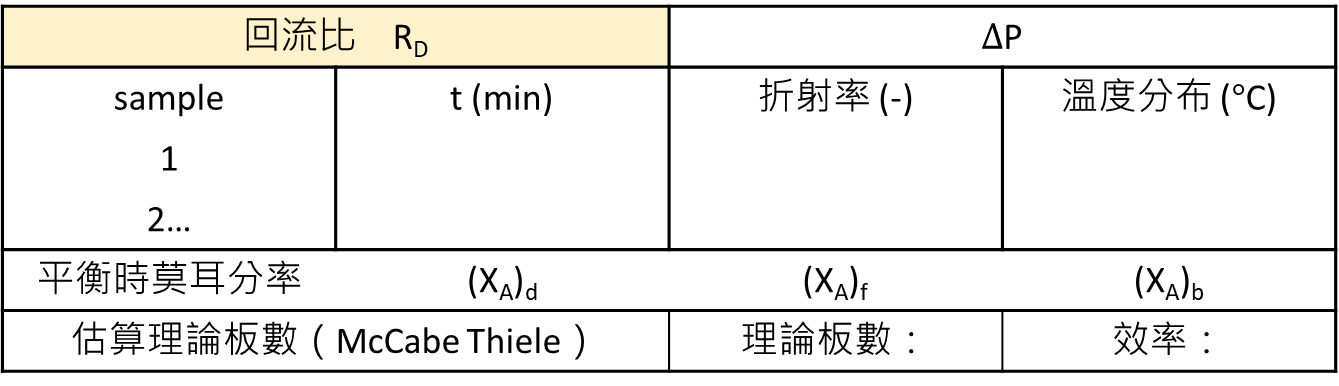 回流比 R_D ΔP
sample t (min) 折射率 (-) 溫度分布 (°C)
1
2...
平衡時莫耳分率 (X_A)_d (X_A)_f (X_A)_b
估算理論板數 ( McCabe Thiele ) 理論板數： 效率：